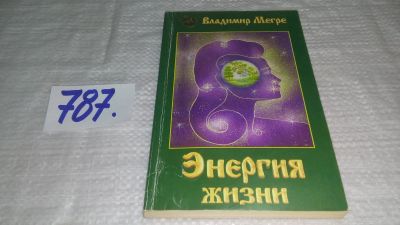 787.
Владимир Мегре
Энергия
жизни